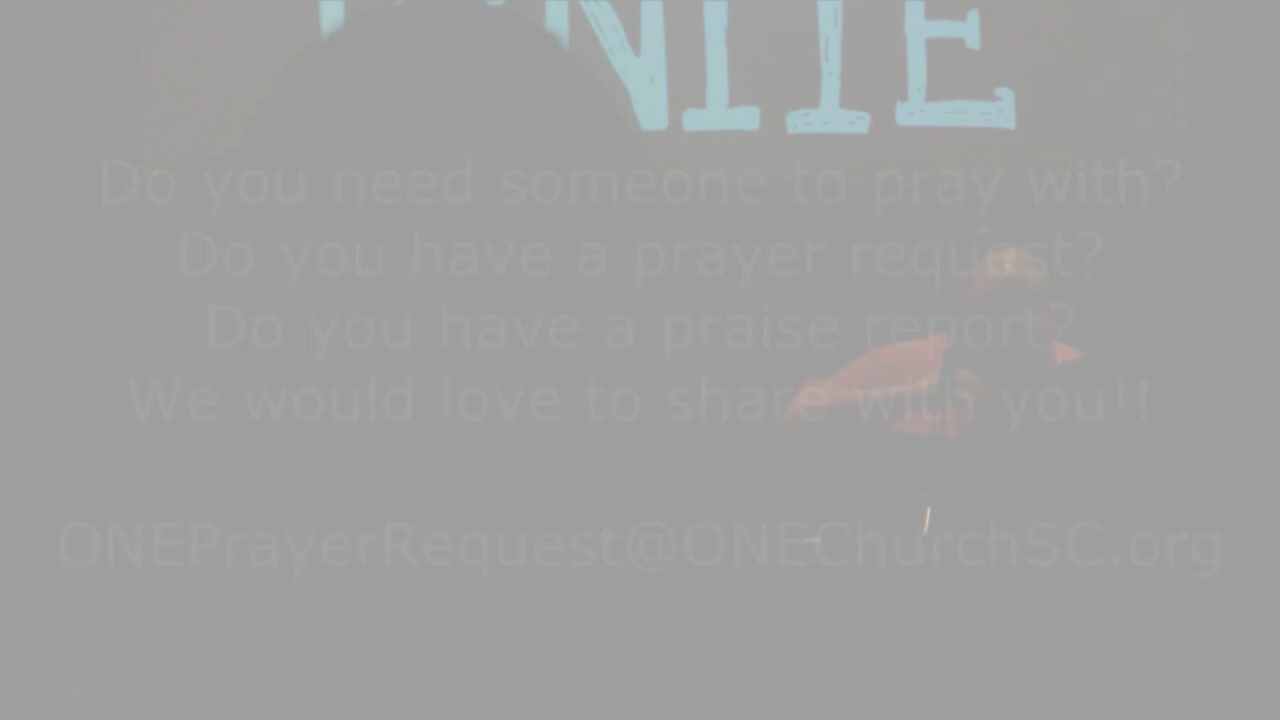 UNITE
Do you need someone to pray with?
Do you have a prayer request?
Do you have a praise report?
We would love to share with you!!
ONEPrayerRequest@ONEChurchSC.org